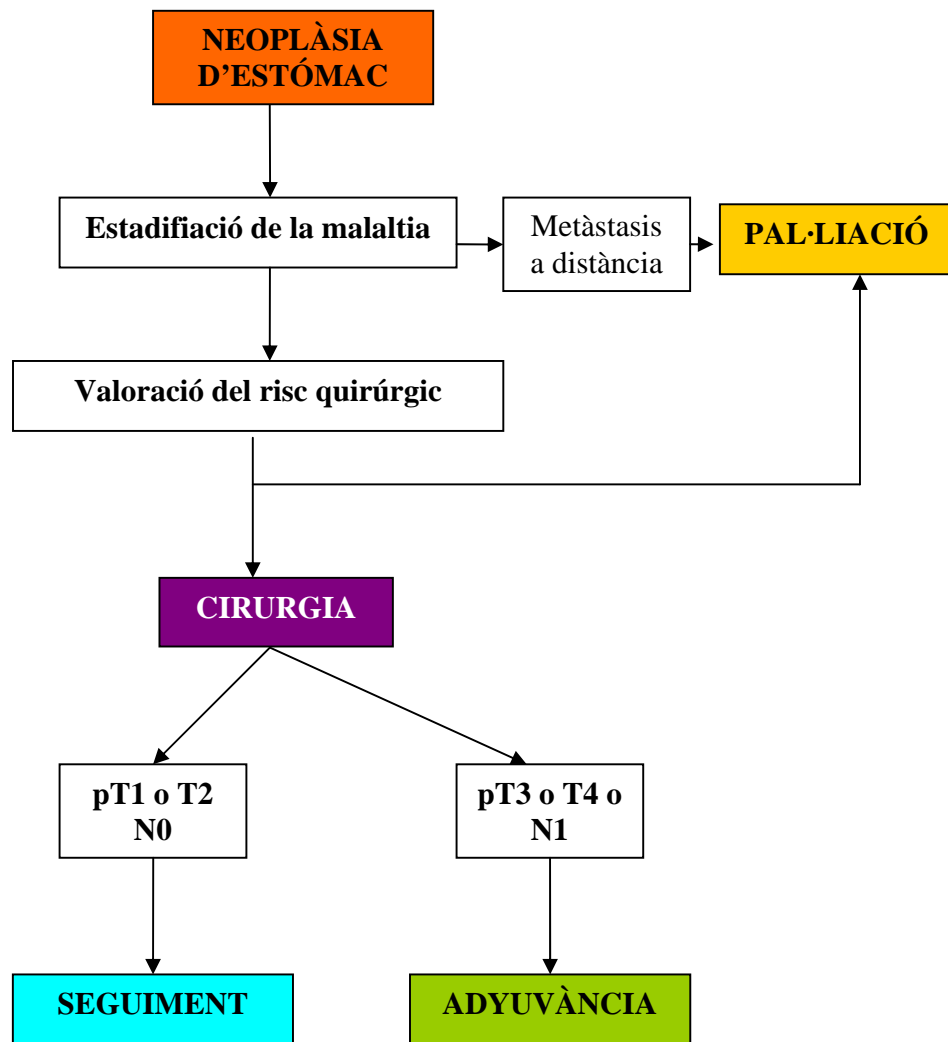 NEOPLÀSIA
D’ESTÓMAC
Estadifiació de la malaltia
Metàstasis
a distància
PAL·LIACIÓ
Valoració del risc quirúrgic
CIRURGIA
pT1 o T2
N0
pT3 o T4 o
N1
SEGUIMENT
ADYUVÀNCIA